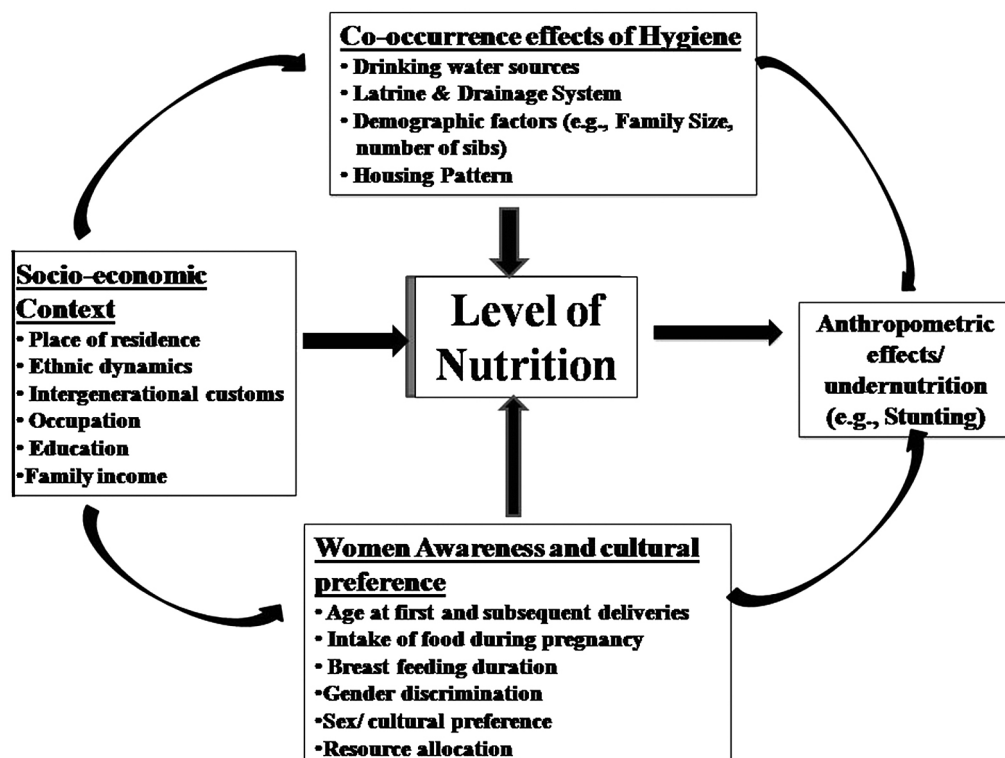 Co-occurrence effects of Hygiene
• Drinking water sources
• Latrine & Drainage System
• Demographic factors (e.g., Family Size,
number of sibs)
• Housing Pattern
Socio-economic
Context
• Place of residence
• Ethnic dynamics
• Intergenerational customs
• Occupation
• Education
•Family income
Level of
Nutrition
Anthropometric
effects/
undernutrition
(e.g., Stunting)
Women Awareness and cultural
preference
• Age at first and subsequent deliveries
• Intake of food during pregnancy
• Breast feeding duration
•Gender discrimination
•Sex/ cultural preference
•Resource allocation